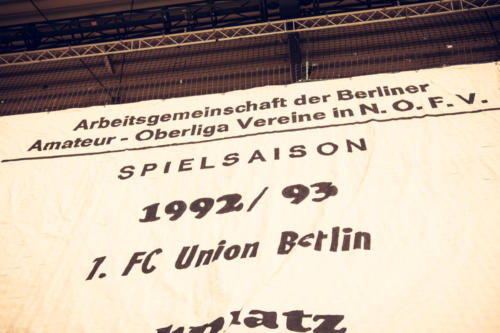 Arbeitsgemeinschaft der Berliner
Amateur - Oberliga Vereine in N. O. F. V.
SPIELSAISON
1992/93
1. FC Union Berlin